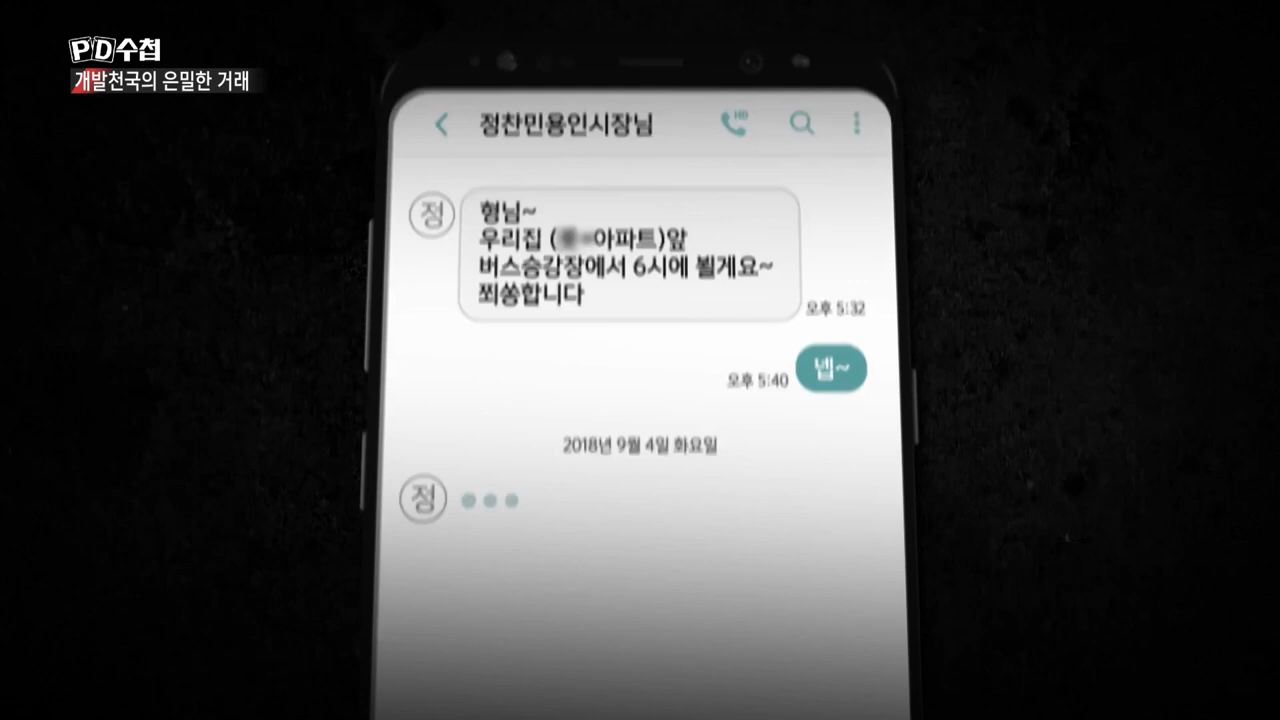 PD수첩
개발천국의 은밀한 거래
정찬민용인시장님
HD
정
형님~
우리집 ( 아파트)앞
버스승강장에서 6시에 뵐게요~
쬐쏭합니다
오후 5:32
넵~
오후 5:40
2018년 9월 4일 화요일
정